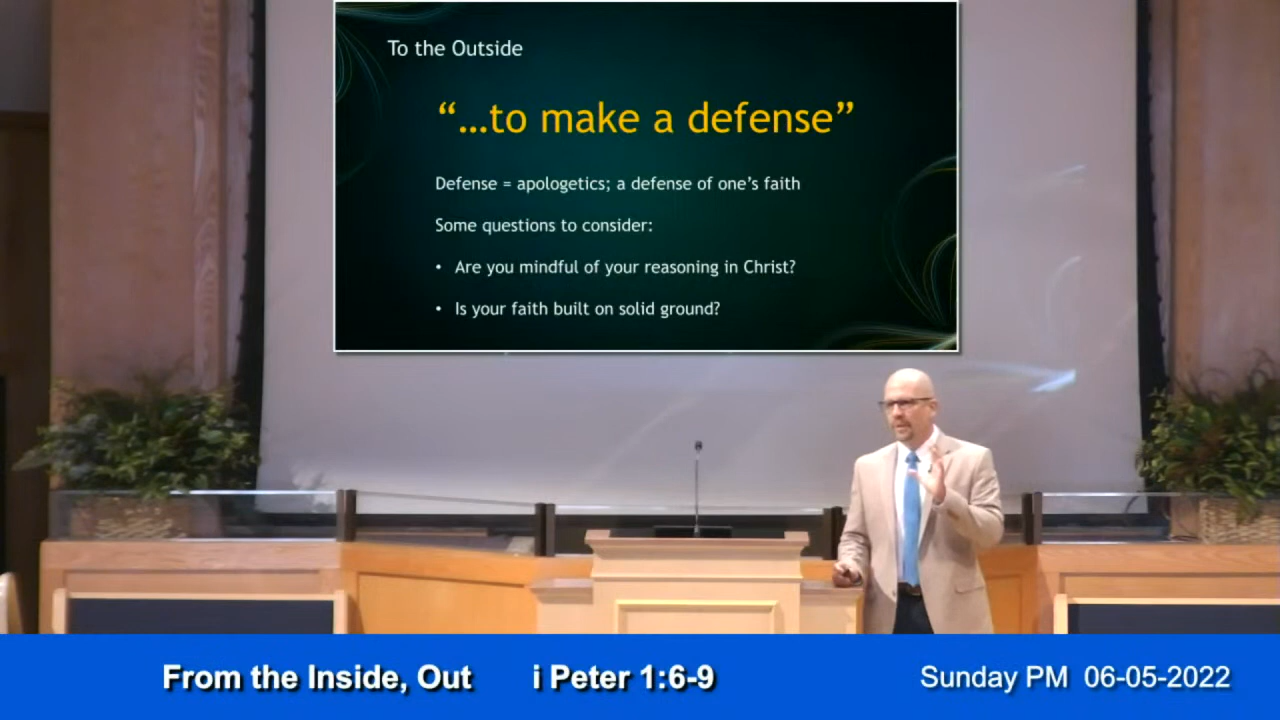 To the Outside
“…to make a defense”
Defense = apologetics; a defense of one’s faith
Some questions to consider:
• Are you mindful of your reasoning in Christ?
• Is your faith built on solid ground?
From the Inside, Out i Peter 1:6-9 Sunday PM 06-05-2022